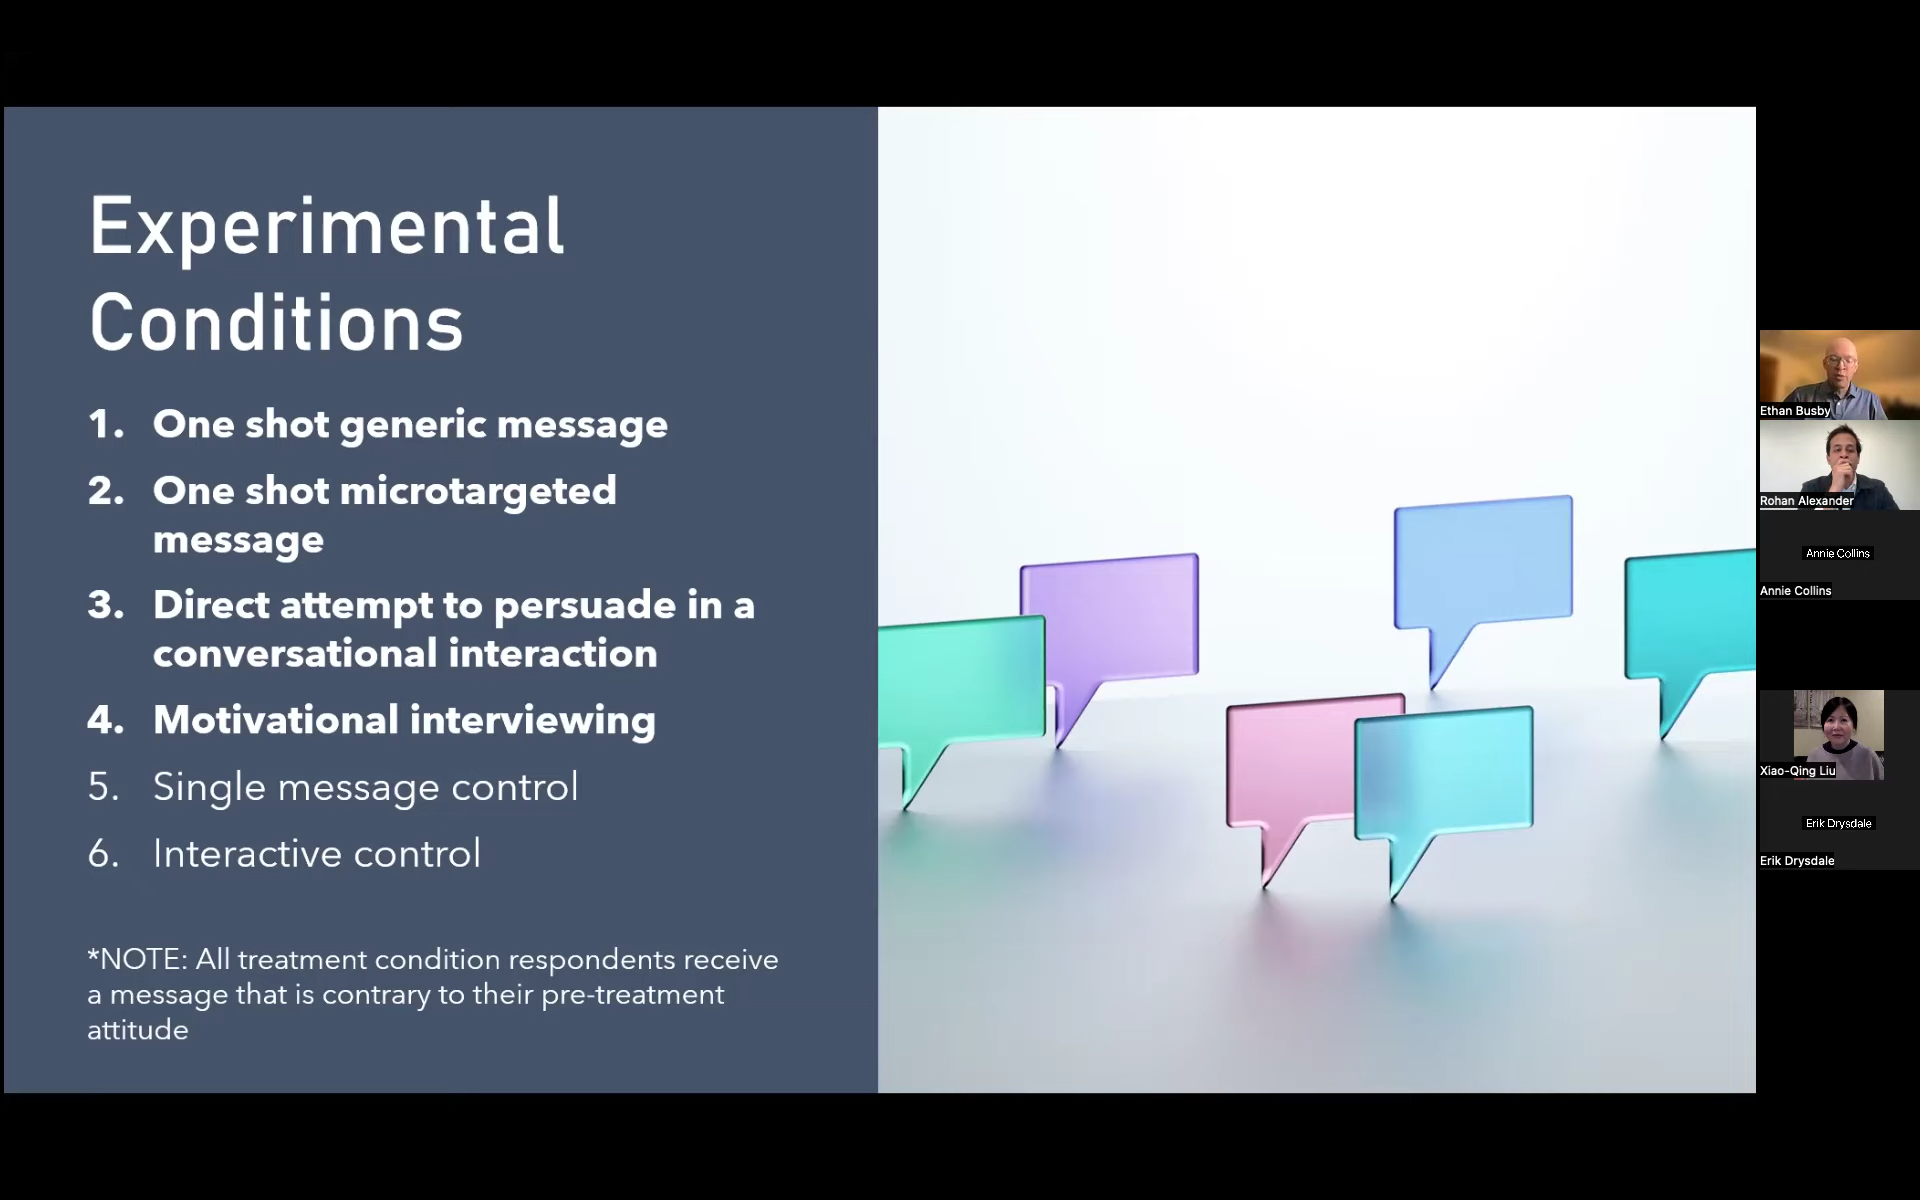 Experimental
Conditions
1. One shot generic message
2. One shot microtargeted
message
3. Direct attempt to persuade in a
conversational interaction
4. Motivational interviewing
5. Single message control
6. Interactive control
*NOTE: All treatment condition respondents receive
a message that is contrary to their pre-treatment
attitude
Ethan Busby
Rohan Alexander
Annie Collins
Annie Collins
Xiao-Qing Liu
Erik Drysdale
Erik Drysdale